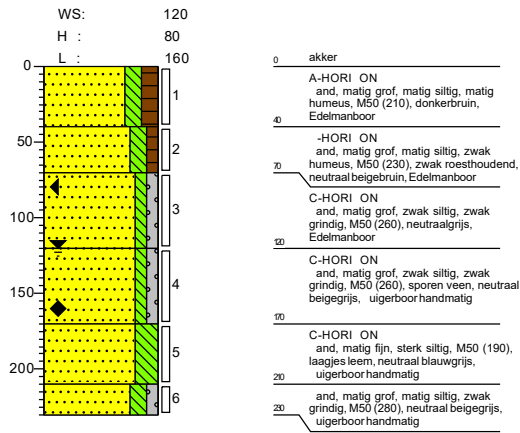 WS: 120
H : 80
L : 160
0
50
100
150
200
1
2
3
4
5
6
0 akker
A-HORI ON
and, matig grof, matig siltig, matig
humeus, M50 (210), donkerbruin,
Edelmanboor
40
-HORI ON
and, matig grof, matig siltig, zwak
humeus, M50 (230), zwak roesthoudend,
neutraal beigebruin, Edelmanboor
70
C-HORI ON
and, matig grof, zwak siltig, zwak
grindig, M50 (260), neutraalgrijs,
Edelmanboor
120
C-HORI ON
and, matig grof, zwak siltig, zwak
grindig, M50 (260), sporen veen, neutraal
beigegrijs, uigerboor handmatig
170
C-HORI ON
and, matig fijn, sterk siltig, M50 (190),
laagjes leem, neutraal blauwgrijs,
uigerboor handmatig
210
and, matig grof, matig siltig, zwak
grindig, M50 (280), neutraal beigegrijs,
uigerboor handmatig
230